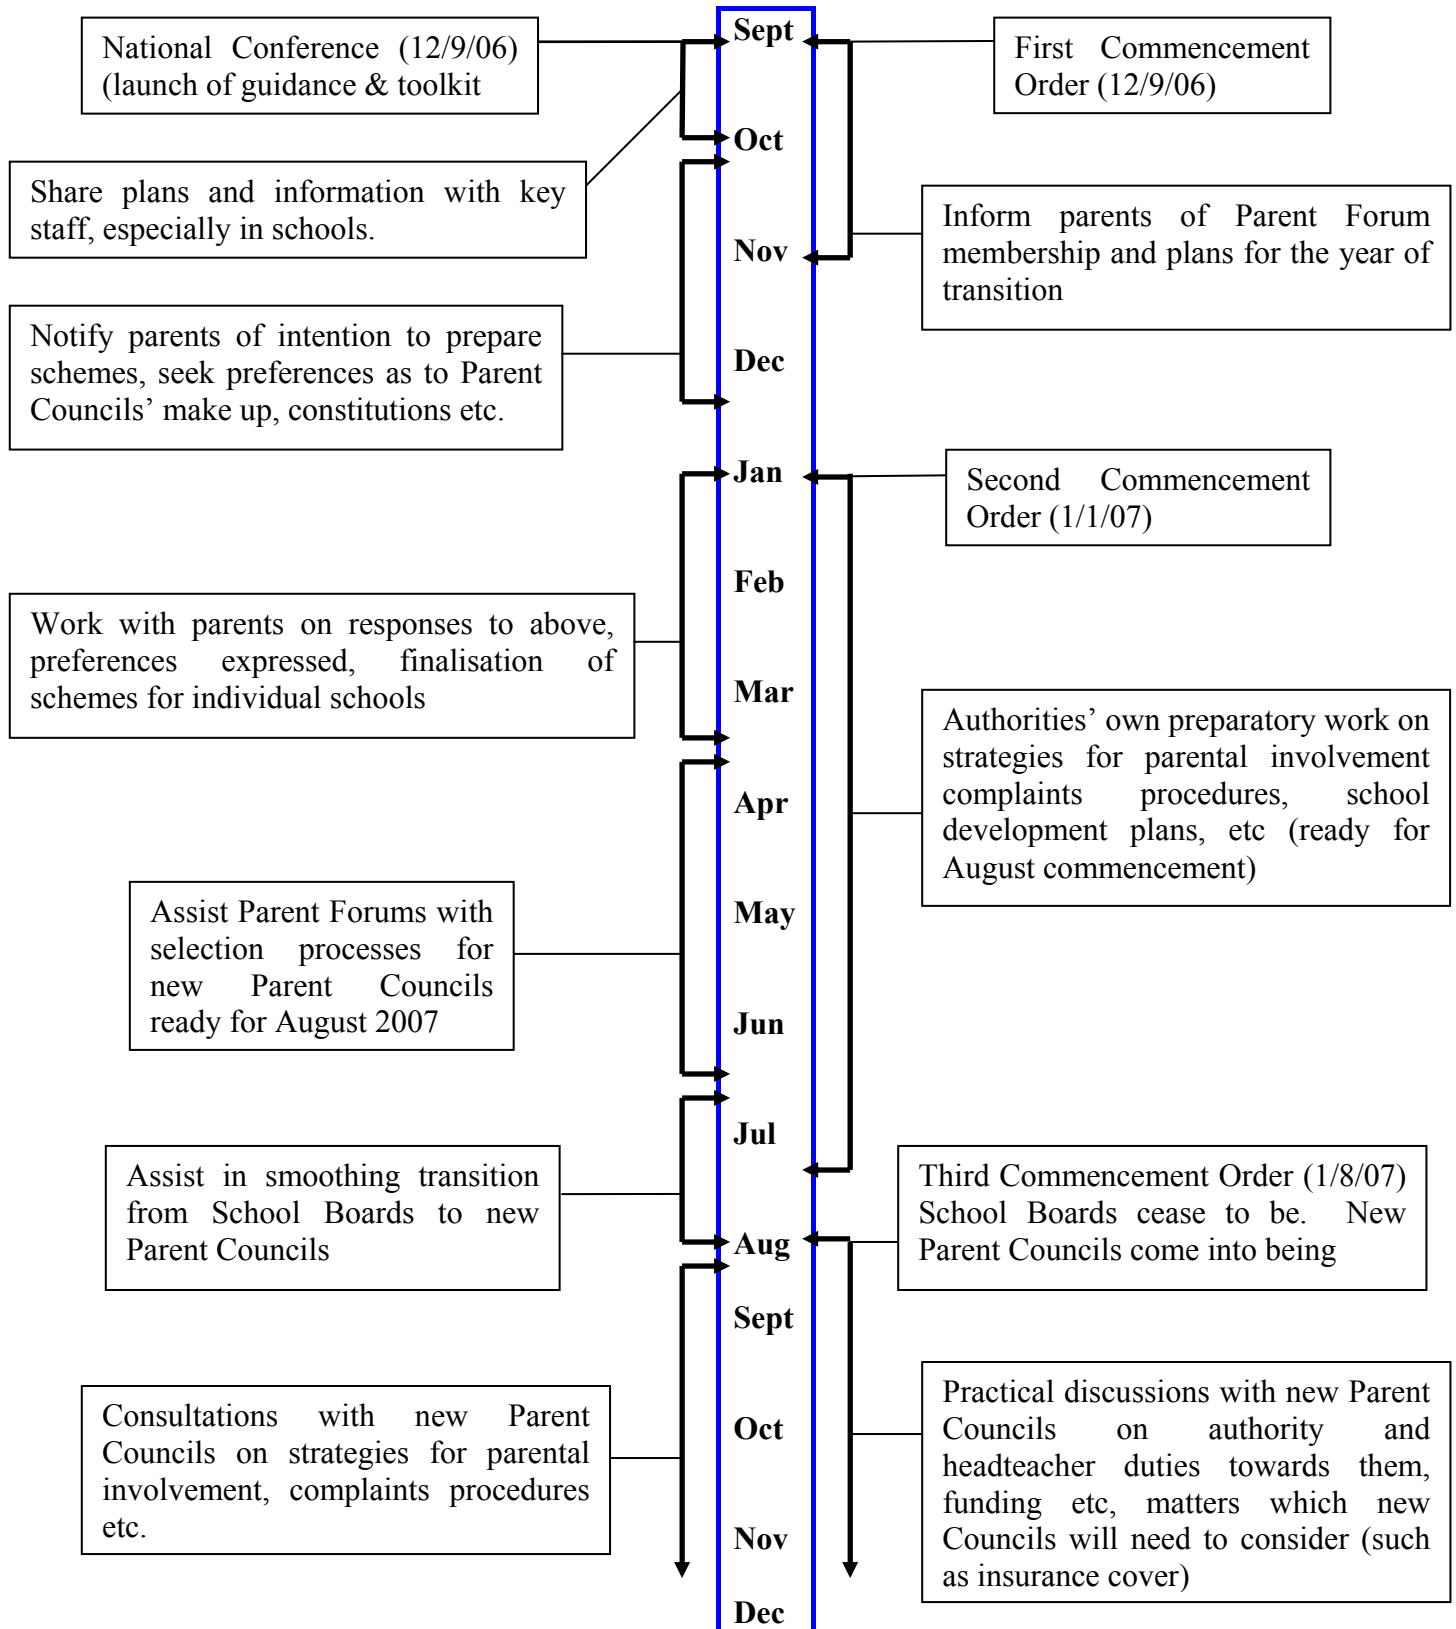 Sept
National Conference (12/9/06)
(launch of guidance & toolkit
First Commencement
Order (12/9/06)
Oct
Share plans and information with key
staff, especially in schools.
Inform parents of Parent Forum
membership and plans for the year of
transition
Nov
Notify parents of intention to prepare
schemes, seek preferences as to Parent
Councils’ make up, constitutions etc.
Dec
Jan
Second Commencement
Order (1/1/07)
Feb
Work with parents on responses to above,
preferences expressed, finalisation of
schemes for individual schools
Mar
Authorities’ own preparatory work on
strategies for parental involvement
complaints procedures, school
development plans, etc (ready for
August commencement)
Apr
Assist Parent Forums with
selection processes for
new Parent Councils
ready for August 2007
May
Jun
Jul
Assist in smoothing transition
from School Boards to new
Parent Councils
Third Commencement Order (1/8/07)
School Boards cease to be. New
Parent Councils come into being
Aug
Sept
Consultations with new Parent
Councils on strategies for parental
involvement, complaints procedures
etc.
Practical discussions with new Parent
Councils on authority and
headteacher duties towards them,
funding etc, matters which new
Councils will need to consider (such
as insurance cover)
Oct
Nov
Dec